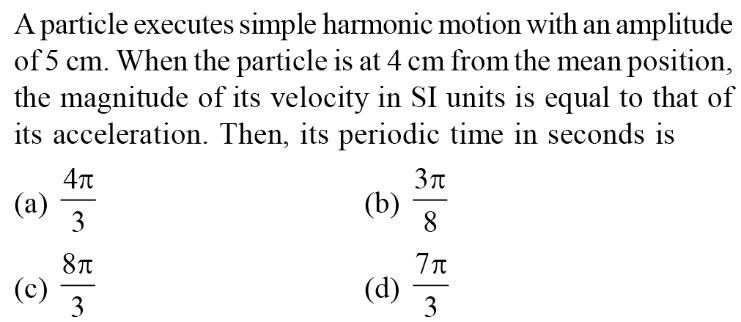 A particle executes simple harmonic motion with an amplitude
of 5 cm. When the particle is at 4 cm from the mean position,
the magnitude of its velocity in SI units is equal to that of
its acceleration. Then, its periodic time in seconds is
(a) 4π/3 (b) 3π/8
(c) 8π/3 (d) 7π/3